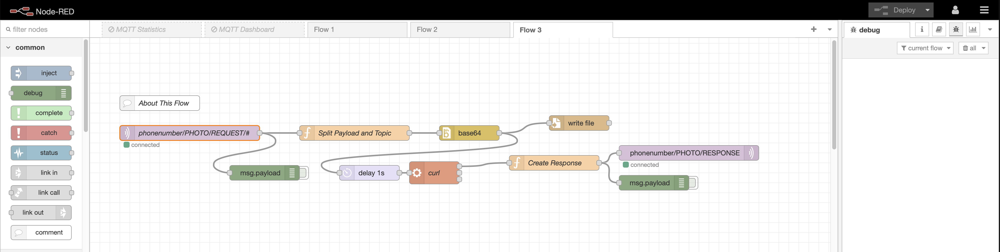 Node-RED
Deploy
filter nodes
MQTT Statistics
MQTT Dashboard
Flow 1
Flow 2
Flow 3
debug
current flow
all
common
inject
debug
complete
catch
status
link in
link call
link out
comment
About This Flow
phonenumber/PHOTO/REQUEST/#
connected
Split Payload and Topic
base64
write file
msg.payload
delay 1s
curl
Create Response
phonenumber/PHOTO/RESPONSE
connected
msg.payload